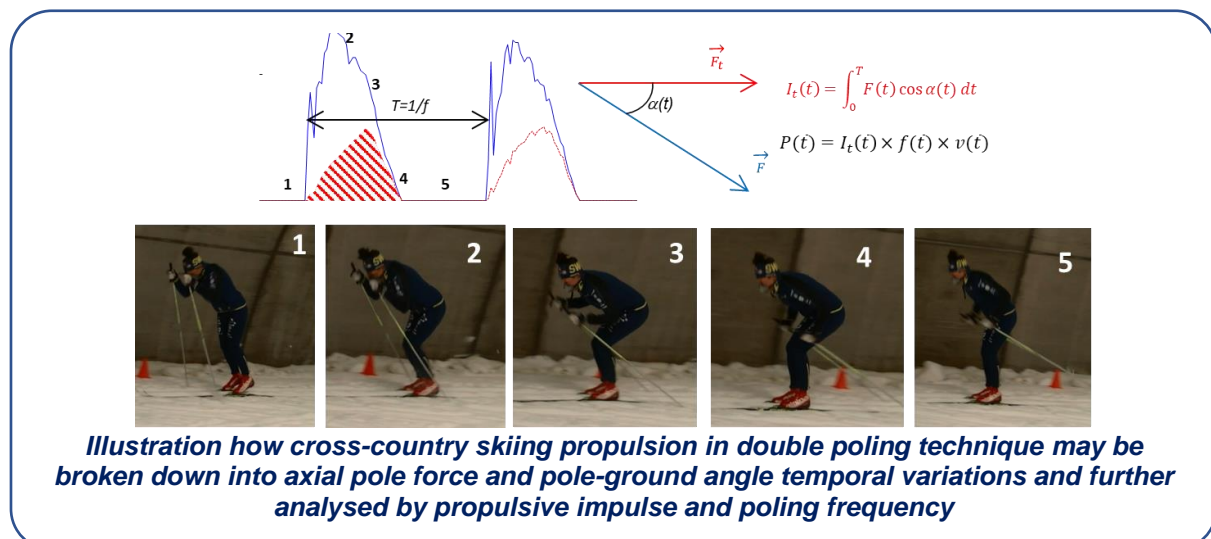 2
3
T=1/f
1
4
5
→
F_t
α(t)
→
F
I_t(t) = ∫_0^T F(t) cos α(t) dt
P(t) = I_t(t) × f(t) × v(t)
1
2
3
4
5
SW
Illustration how cross-country skiing propulsion in double poling technique may be
broken down into axial pole force and pole-ground angle temporal variations and further
analysed by propulsive impulse and poling frequency